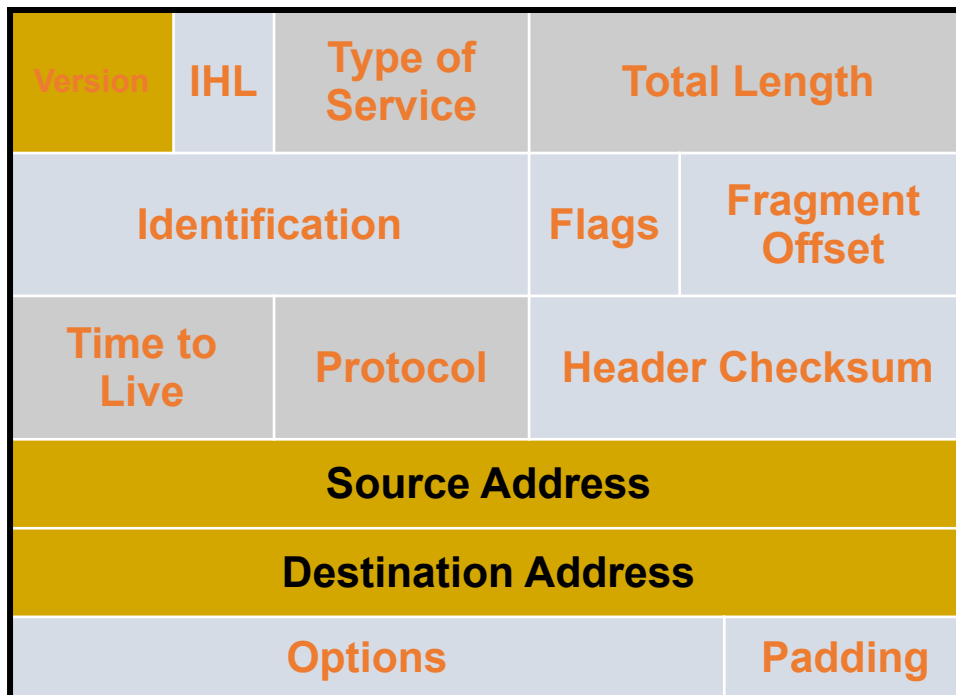 Version
IHL
Type of
Service
Total Length
Identification
Flags
Fragment
Offset
Time to
Live
Protocol
Header Checksum
Source Address
Destination Address
Options
Padding